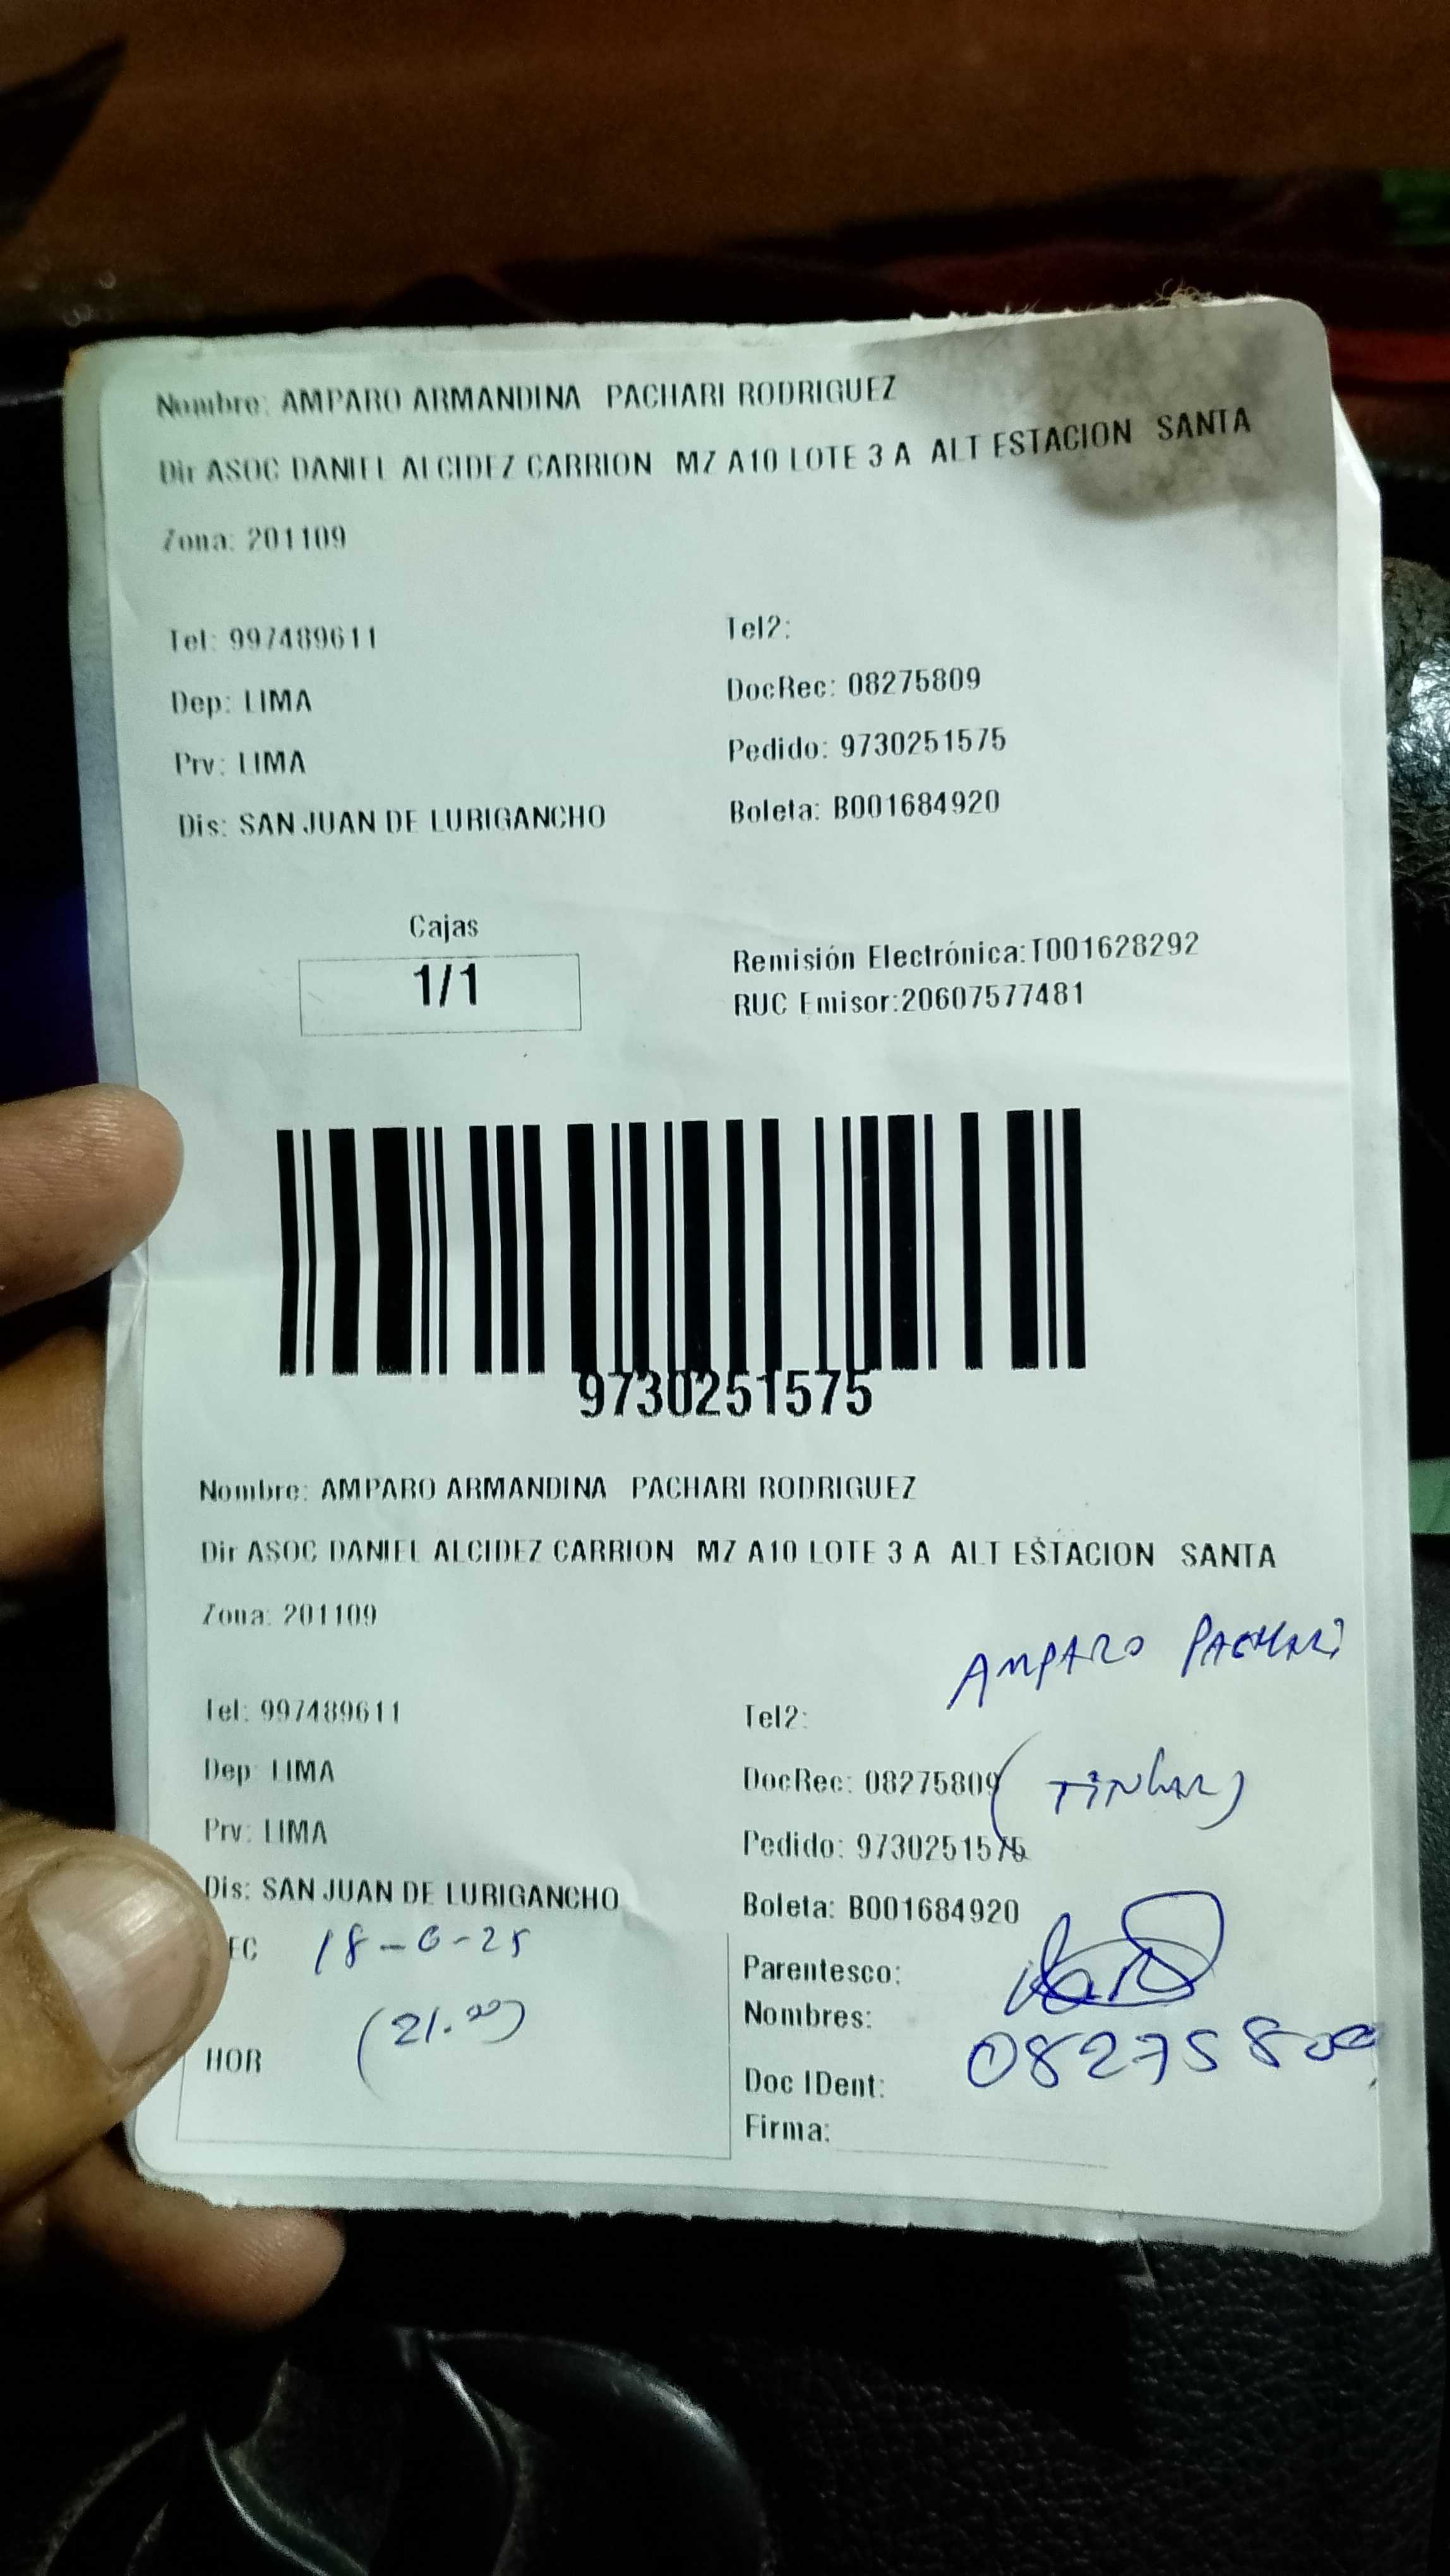 Nombre: AMPARO ARMANDINA PACHARI RODRIGUEZ
Dir ASOC DANIEL ALCIDEZ CARRION MZ A10 LOTE 3 A ALT ESTACION SANTA
Zona: 201109
Tel: 997489611 Tel2:
Dep: LIMA DocRec: 08275809
Prv: LIMA Pedido: 9730251575
Dis: SAN JUAN DE LURIGANCHO Boleta: B001684920
Cajas
1/1
Remisión Electrónica:T001628292
RUC Emisor:20607577481
9730251575
Nombre: AMPARO ARMANDINA PACHARI RODRIGUEZ
Dir ASOC DANIEL ALCIDEZ CARRION MZ A10 LOTE 3 A ALT ESTACION SANTA
Zona: 201109
AMPARO PACHARI
Tel: 997489611 Tel2:
Dep: LIMA DocRec: 08275809
Prv: LIMA Pedido: 9730251575
Dis: SAN JUAN DE LURIGANCHO Boleta: B001684920
EC 18-6-25
HOR (21.00)
Parentesco:
Nombres:
Doc IDent: 08275809
Firma: